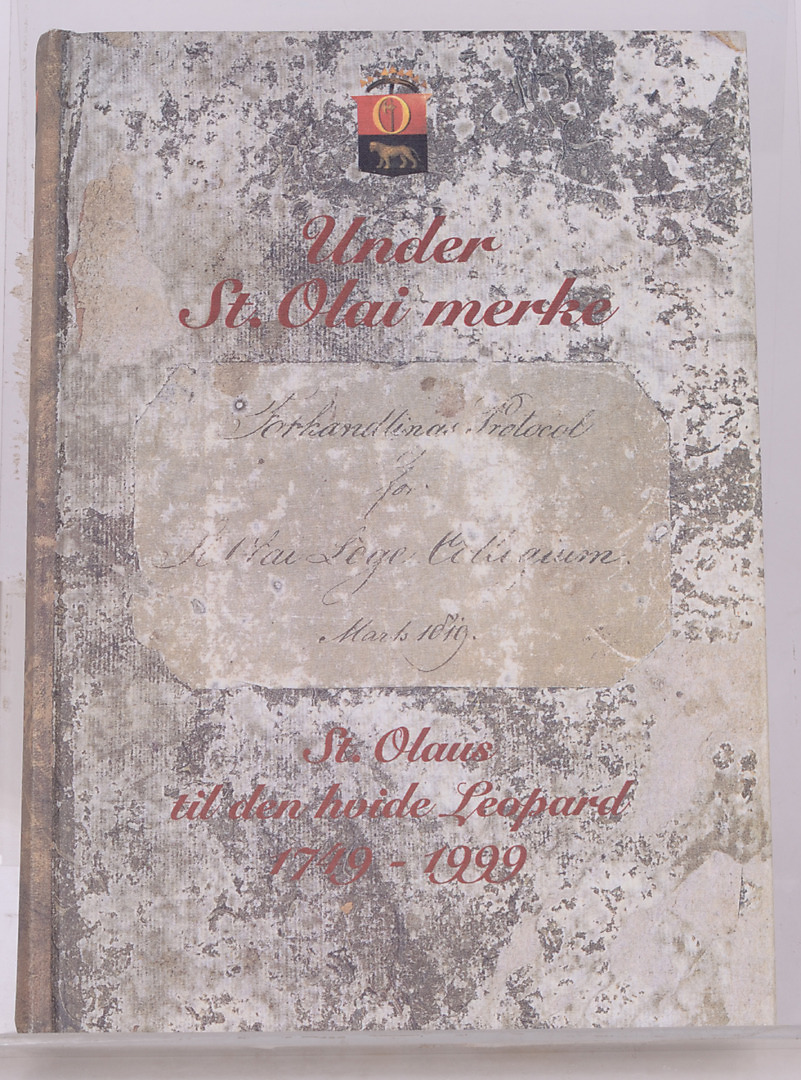 Under
St. Olai merke
Forhandlings Protocol
for
St Olai Loge Collegium.
Marts 1819.
St. Olaus
til den hvide Leopard
1749 - 1999